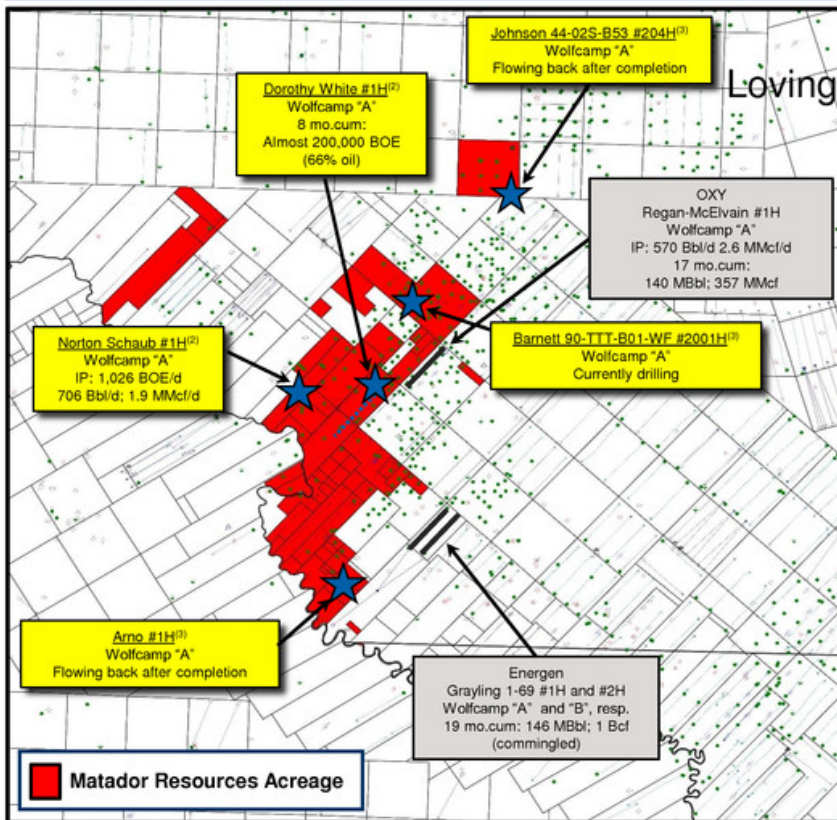 Johnson 44-02S-B53 #204H(3)
Wolfcamp “A”
Flowing back after completion
Loving
Dorothy White #1H(2)
Wolfcamp “A”
8 mo.cum:
Almost 200,000 BOE
(66% oil)
OXY
Regan-McElvain #1H
Wolfcamp “A”
IP: 570 Bbl/d 2.6 MMcf/d
17 mo.cum:
140 MBbl; 357 MMcf
Norton Schaub #1H(2)
Wolfcamp “A”
IP: 1,026 BOE/d
706 Bbl/d; 1.9 MMcf/d
Barnett 90-TTT-B01-WF #2001H(3)
Wolfcamp “A”
Currently drilling
Arno #1H(3)
Wolfcamp “A”
Flowing back after completion
Energen
Grayling 1-69 #1H and #2H
Wolfcamp “A” and “B”, resp.
19 mo.cum: 146 MBbl; 1 Bcf
(commingled)
Matador Resources Acreage